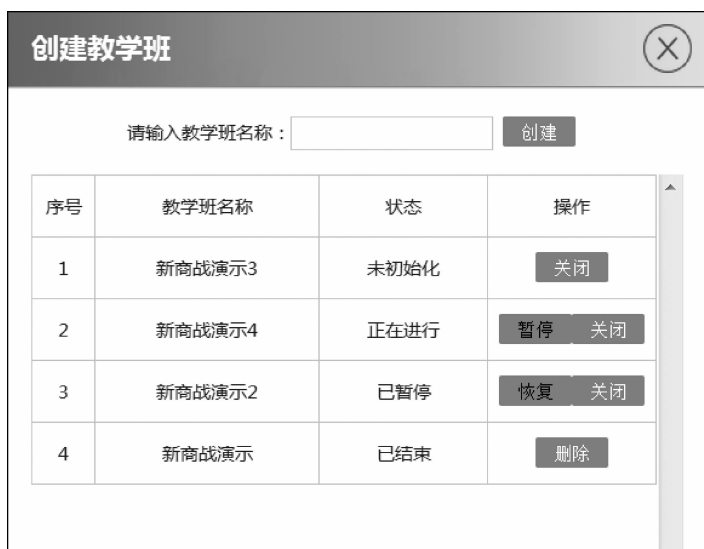 创建教学班
请输入教学班名称： 创建
序号 教学班名称 状态 操作
1 新商战演示3 未初始化 关闭
2 新商战演示4 正在进行 暂停 关闭
3 新商战演示2 已暂停 恢复 关闭
4 新商战演示 已结束 删除